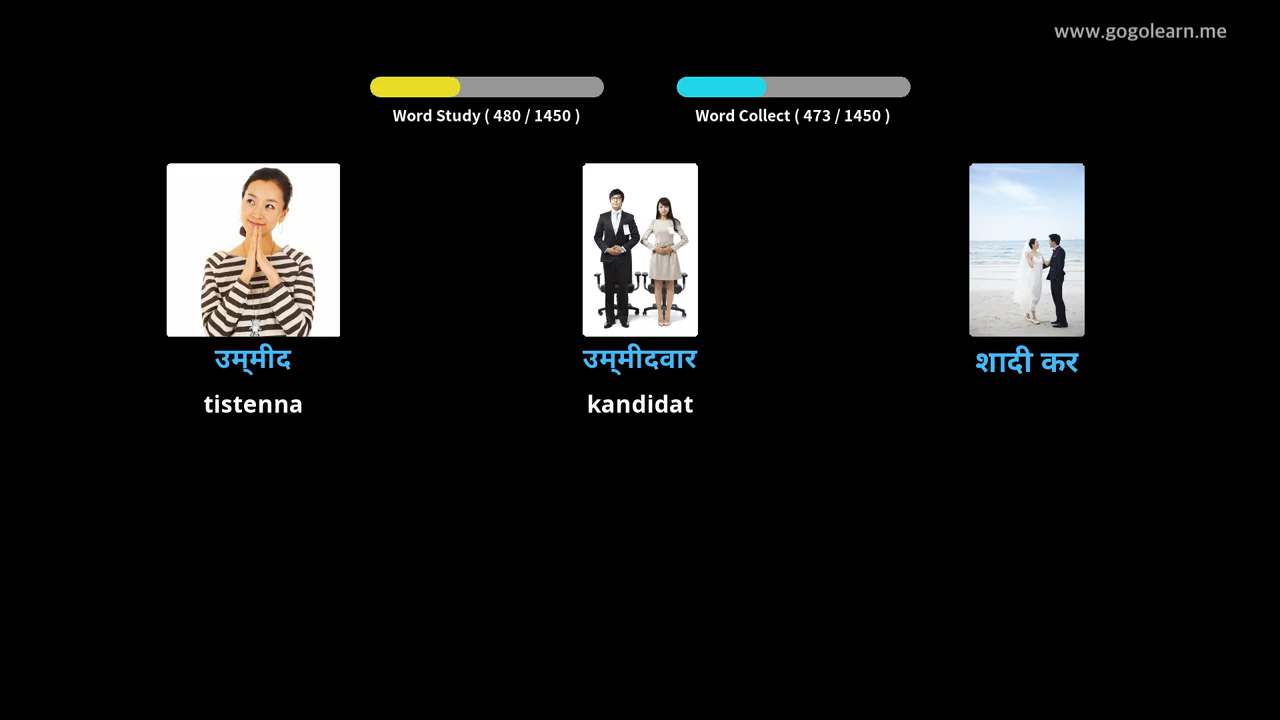 www.gogolearn.me
Word Study ( 480 / 1450 )
Word Collect ( 473 / 1450 )
उम्मीद
उम्मीदवार
शादी कर
tistenna
kandidat